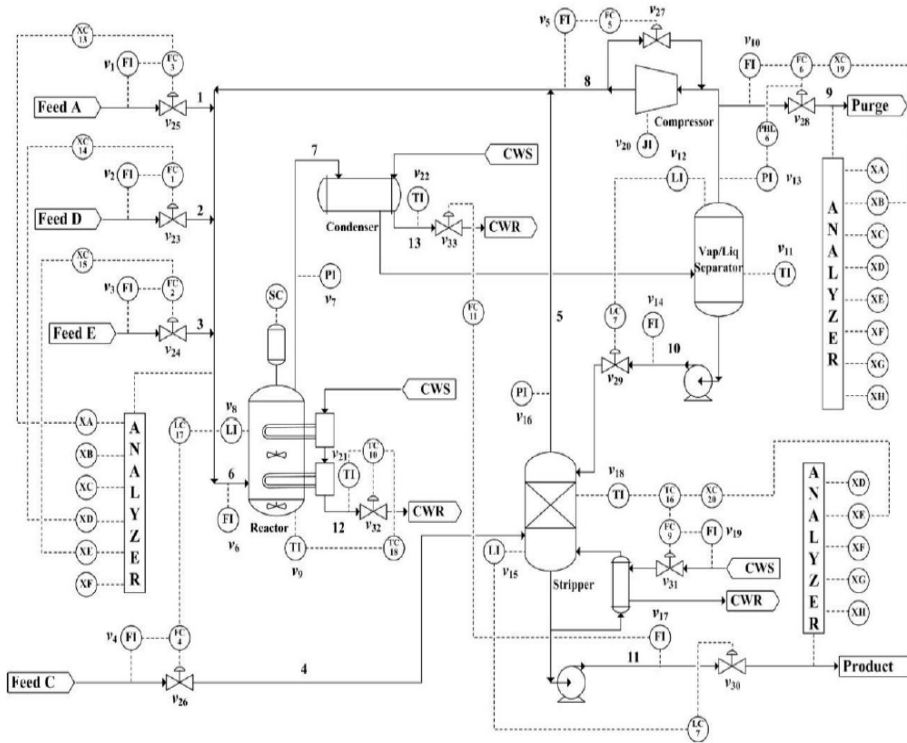 v5
FI
FC
5
v27
v10
XC
13
v1
FI
FC
3
8
FI
FC
6
XC
19
9
Feed A
1
v25
Compressor
v28
Purge
v20
JI
PHL
6
XC
14
v2
FI
FC
1
7
CWS
v12
LI
PI
v13
XA
v22
TI
XB
Feed D
2
v23
Condenser
13
v33
CWR
Vap/Liq
Separator
v11
TI
XC
XD
XC
15
v3
FI
FC
2
PI
v7
XE
SC
FC
11
LC
7
v14
FI
XF
Feed E
3
v24
5
10
XG
v29
XH
ANALYZER
PI
v16
CWS
v8
LC
17
LI
XA
XB
XC
XD
XE
XF
ANALYZER
v21
TC
10
TI
v18
TI
TC
16
XC
20
XD
XE
XF
XG
XH
ANALYZER
6
FI
v6
Reactor
12
v32
CWR
TI
v9
TC
18
FC
9
FI
v19
LI
v15
Stripper
v31
CWS
CWR
v4
FI
FC
4
v17
FI
Feed C
4
v26
11
v30
Product
LC
7